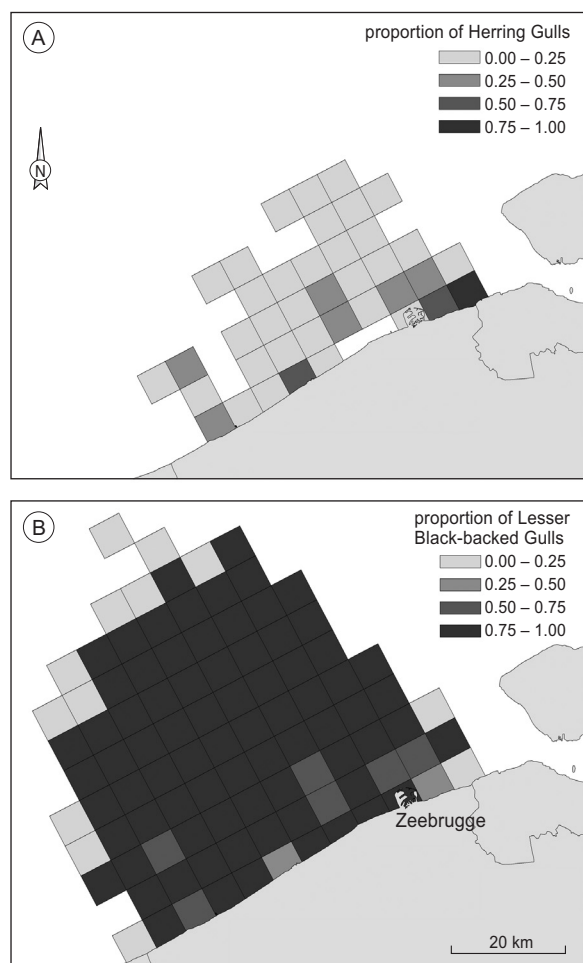 A
proportion of Herring Gulls
0.00 – 0.25
0.25 – 0.50
0.50 – 0.75
0.75 – 1.00
N
B
proportion of Lesser
Black-backed Gulls
0.00 – 0.25
0.25 – 0.50
0.50 – 0.75
0.75 – 1.00
Zeebrugge
20 km